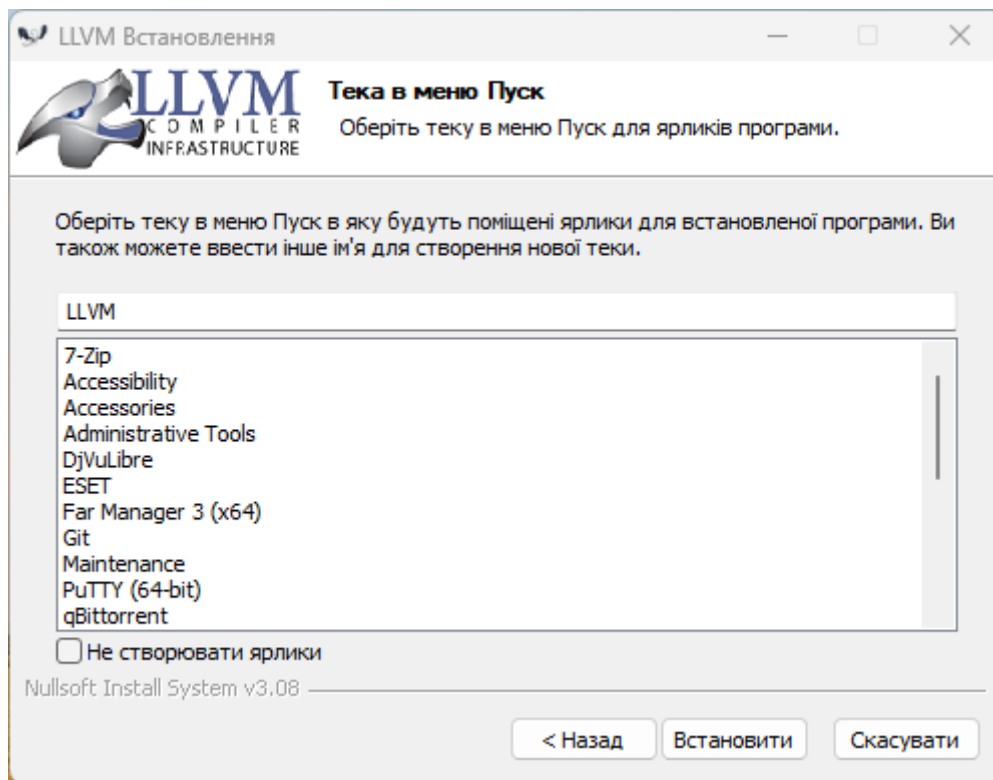 LLVM Встановлення
LLVM
COMPILER
INFRASTRUCTURE
Тека в меню Пуск
Оберіть теку в меню Пуск для ярликів програми.
Оберіть теку в меню Пуск в яку будуть поміщені ярлики для встановленої програми. Ви
також можете ввести інше ім'я для створення нової теки.
LLVM
7-Zip
Accessibility
Accessories
Administrative Tools
DjVuLibre
ESET
Far Manager 3 (x64)
Git
Maintenance
PuTTY (64-bit)
qBittorrent
Не створювати ярлики
Nullsoft Install System v3.08
< Назад
Встановити
Скасувати